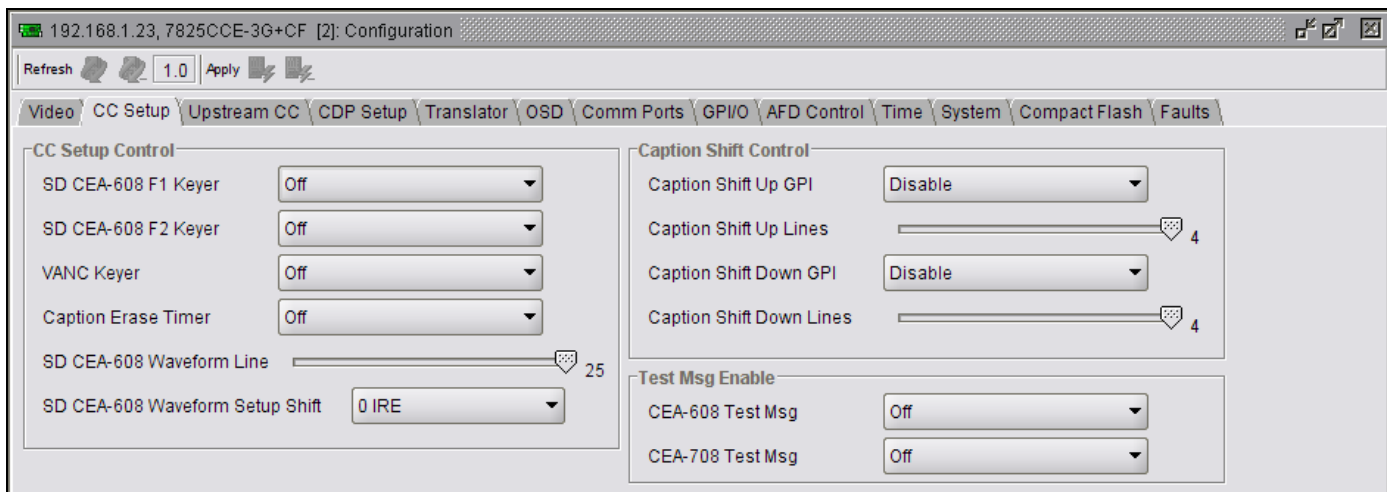 192.168.1.23, 7825CCE-3G+CF [2]: Configuration
Refresh 1.0 Apply
Video CC Setup Upstream CC CDP Setup Translator OSD Comm Ports GPI/O AFD Control Time System Compact Flash Faults
CC Setup Control
SD CEA-608 F1 Keyer Off
SD CEA-608 F2 Keyer Off
VANC Keyer Off
Caption Erase Timer Off
SD CEA-608 Waveform Line 25
SD CEA-608 Waveform Setup Shift 0 IRE
Caption Shift Control
Caption Shift Up GPI Disable
Caption Shift Up Lines 4
Caption Shift Down GPI Disable
Caption Shift Down Lines 4
Test Msg Enable
CEA-608 Test Msg Off
CEA-708 Test Msg Off